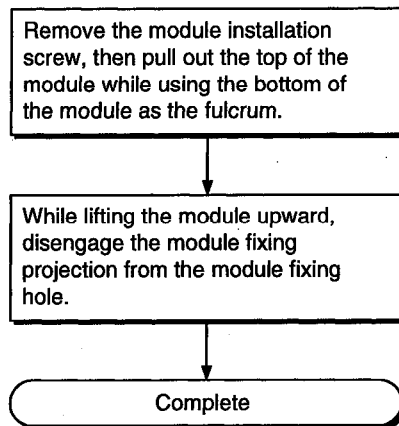 Remove the module installation
screw, then pull out the top of the
module while using the bottom of
the module as the fulcrum.
While lifting the module upward,
disengage the module fixing
projection from the module fixing
hole.
Complete